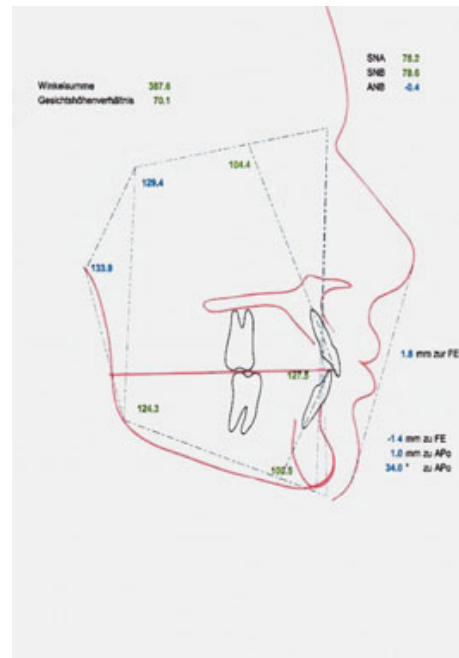 SNA 78.2
SNB 78.6
ANB -0.4
Winkelsumme 387.6
Gesichtshöhenverhältnis 70.1
104.4
129.4
133.9
1.8 mm zur FE
127.5
124.3
-1.4 mm zu FE
1.0 mm zu APo
34.0 ° zu APo